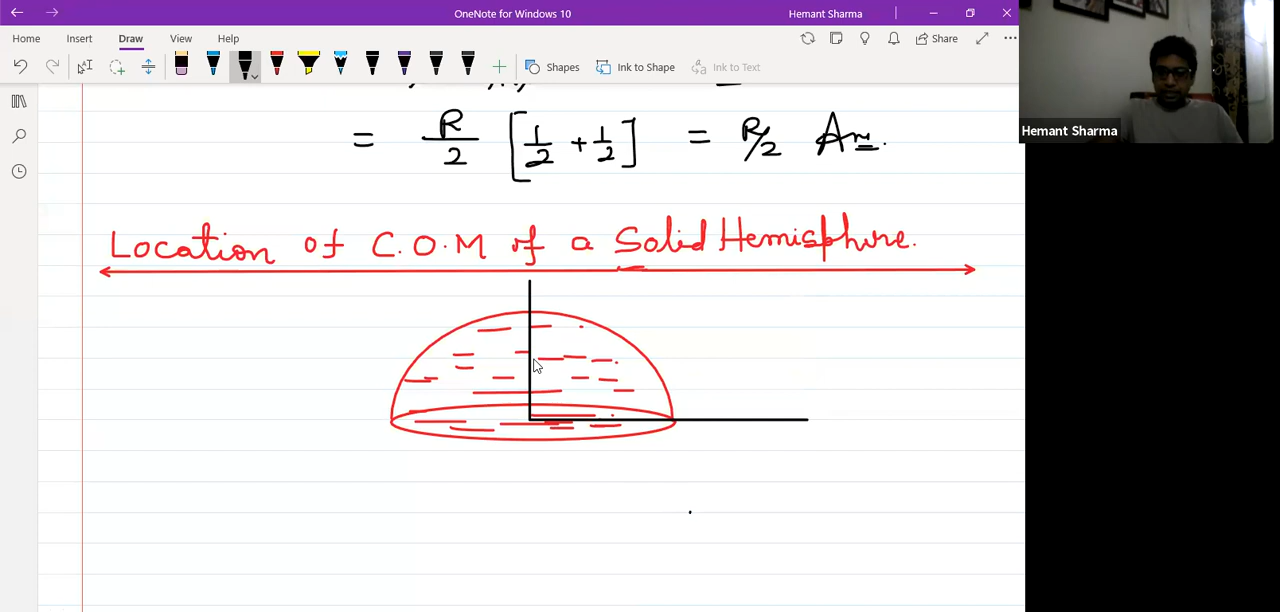 OneNote for Windows 10
Hemant Sharma
Home Insert Draw View Help
Share
Shapes Ink to Shape Ink to Text
= R/2 [1/2 + 1/2] = R/2 Ans.
Hemant Sharma
Location of C.O.M of a Solid Hemisphere.